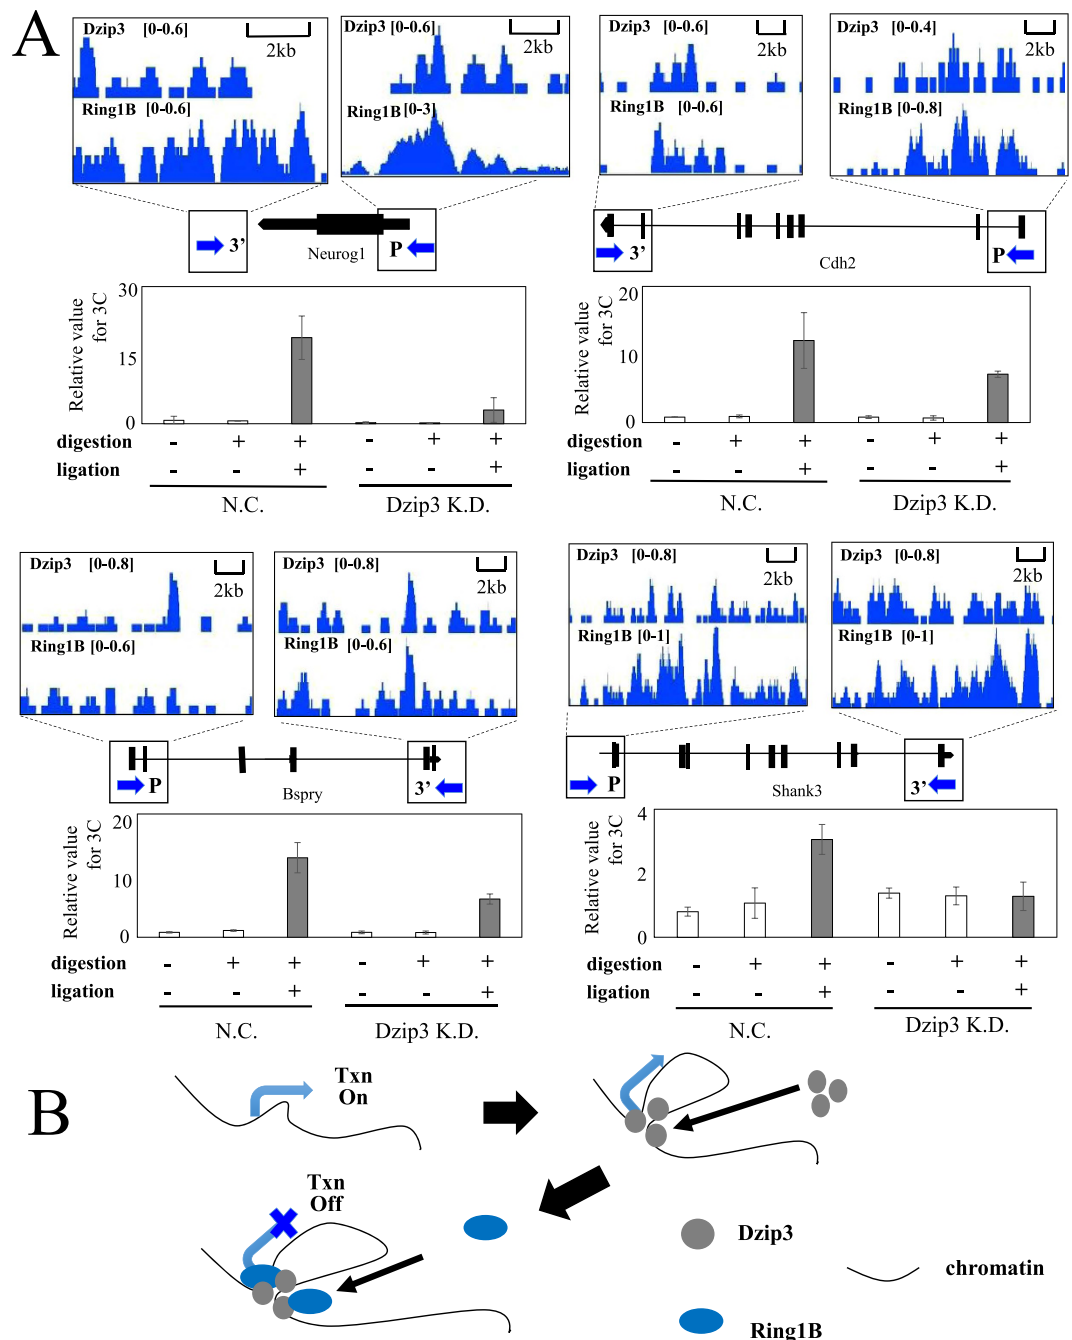 A
Dzip3 [0-0.6]
2kb
Ring1B [0-0.6]
Dzip3 [0-0.6]
2kb
Ring1B [0-3]
3'
Neurog1
P
Relative value
for 3C
30
15
0
digestion - + + - + +
ligation - - + - - +
N.C. Dzip3 K.D.
Dzip3 [0-0.6]
2kb
Ring1B [0-0.6]
Dzip3 [0-0.4]
2kb
Ring1B [0-0.8]
3'
Cdh2
P
Relative value
for 3C
20
10
0
digestion - + + - + +
ligation - - + - - +
N.C. Dzip3 K.D.
Dzip3 [0-0.8]
2kb
Ring1B [0-0.6]
Dzip3 [0-0.8]
2kb
Ring1B [0-0.6]
P
Bspry
3'
Relative value
for 3C
20
10
0
digestion - + + - + +
ligation - - + - - +
N.C. Dzip3 K.D.
Dzip3 [0-0.8]
2kb
Ring1B [0-1]
Dzip3 [0-0.8]
2kb
Ring1B [0-1]
P
Shank3
3'
Relative value
for 3C
4
2
0
digestion - + + - + +
ligation - - + - - +
N.C. Dzip3 K.D.
B
Txn
On
Txn
Off
Dzip3
chromatin
Ring1B